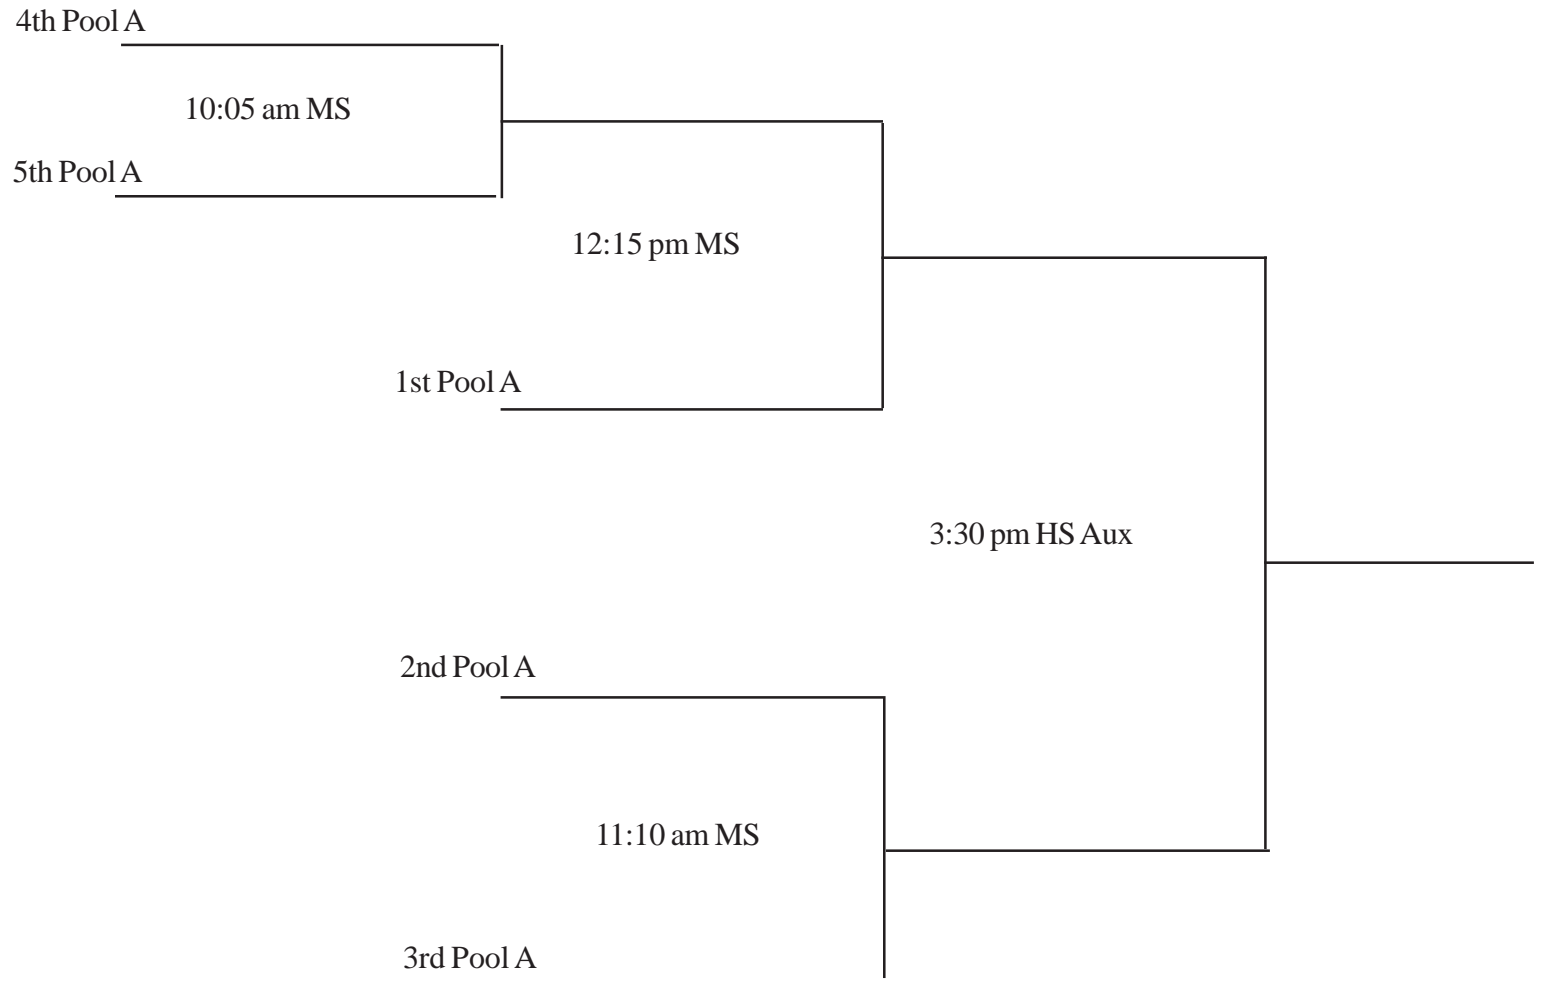 4th Pool A
10:05 am MS
5th Pool A
12:15 pm MS
1st Pool A
3:30 pm HS Aux
2nd Pool A
11:10 am MS
3rd Pool A